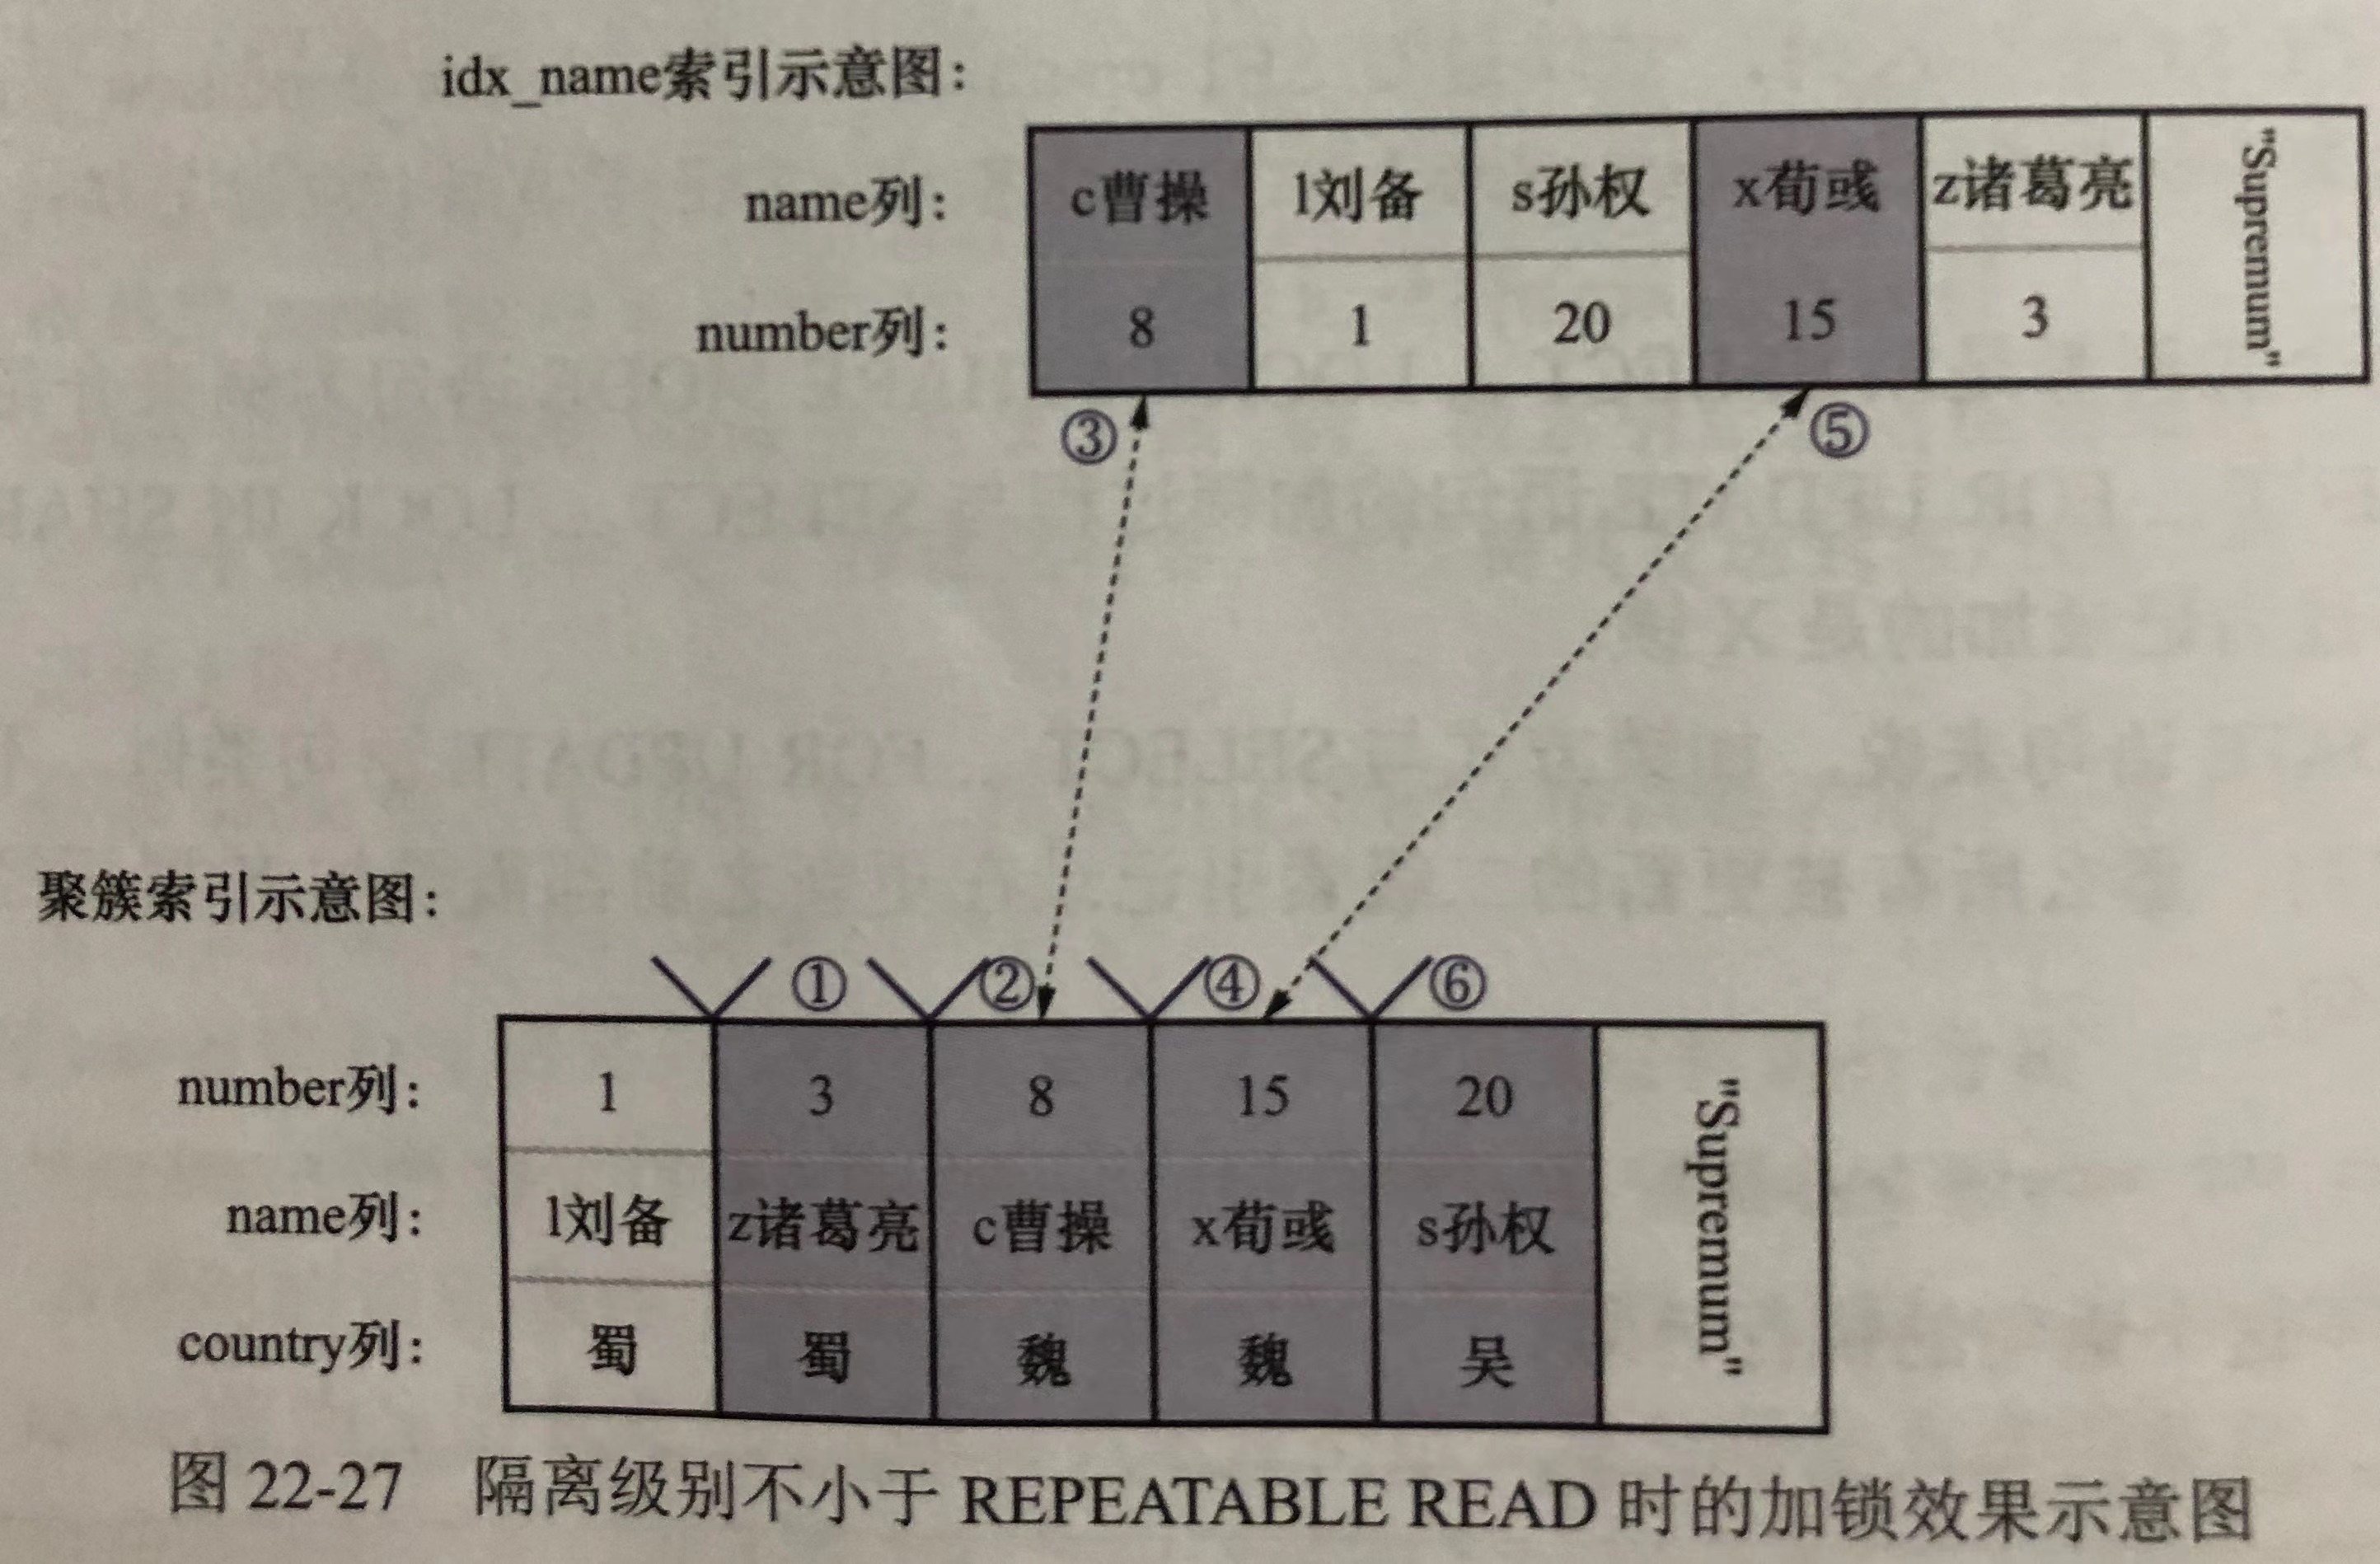 idx_name索引示意图：
name列： c曹操 l刘备 s孙权 x荀彧 z诸葛亮 "Supremum"
number列： 8 1 20 15 3
③ ⑤
聚簇索引示意图：
① ② ④ ⑥
number列： 1 3 8 15 20 "Supremum"
name列： l刘备 z诸葛亮 c曹操 x荀彧 s孙权
country列： 蜀 蜀 魏 魏 吴
图 22-27 隔离级别不小于 REPEATABLE READ 时的加锁效果示意图